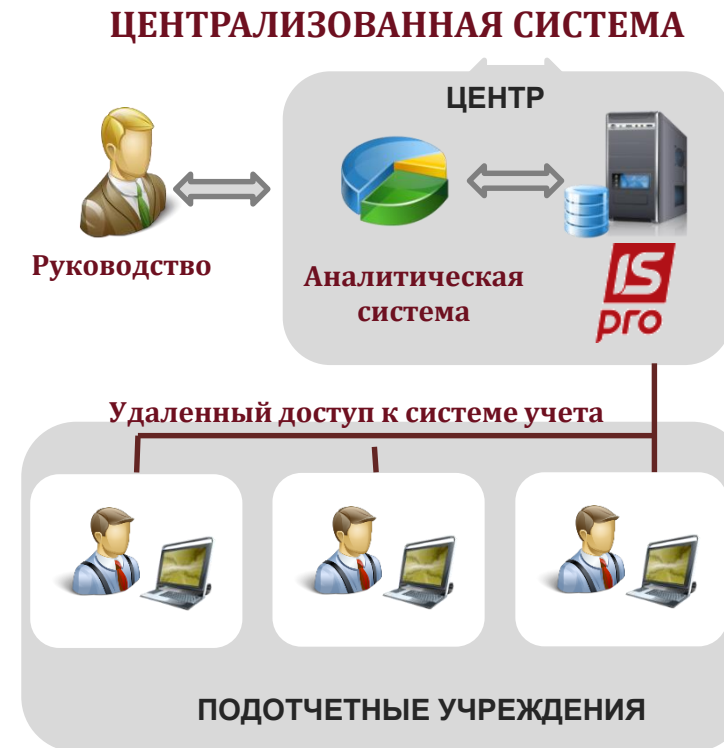 ЦЕНТРАЛИЗОВАННАЯ СИСТЕМА
ЦЕНТР
Руководство
Аналитическая
система
IS
pro
Удаленный доступ к системе учета
ПОДОТЧЕТНЫЕ УЧРЕЖДЕНИЯ